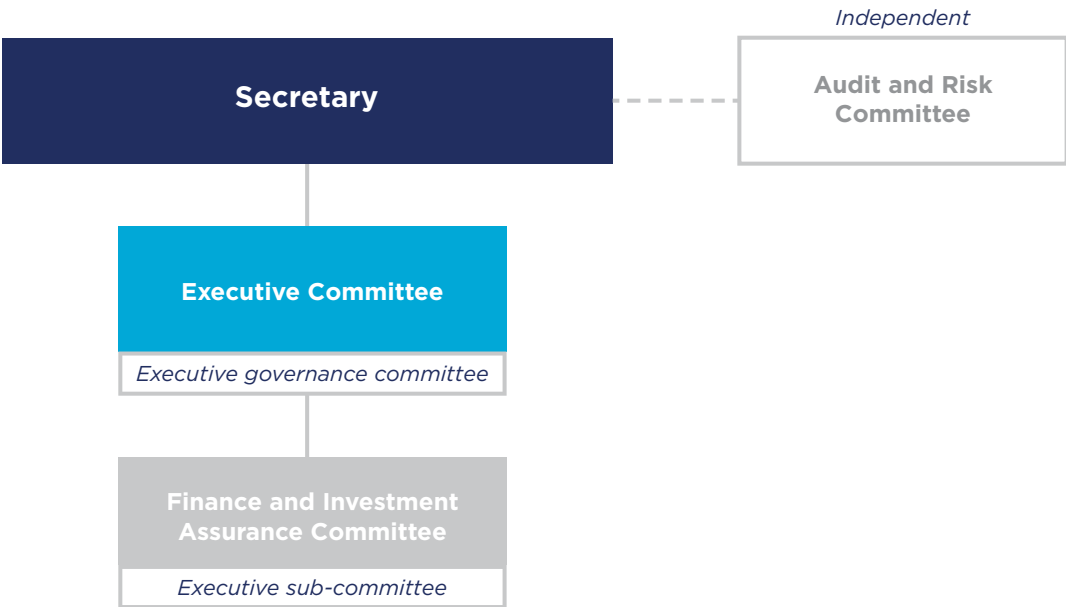 Independent
Secretary
Audit and Risk
Committee
Executive Committee
Executive governance committee
Finance and Investment
Assurance Committee
Executive sub-committee